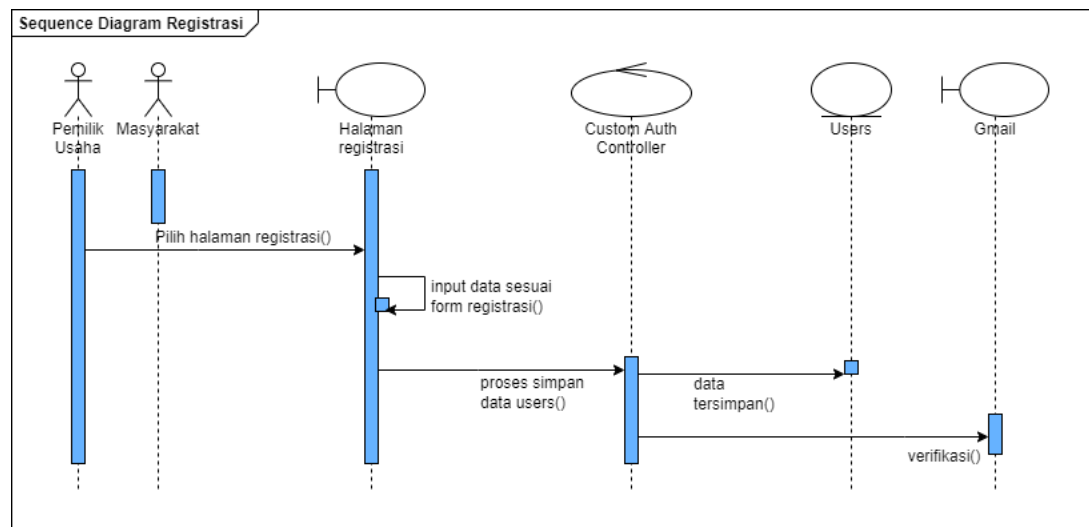 Sequence Diagram Registrasi
Pemilik
Usaha
Masyarakat
Halaman
registrasi
Custom Auth
Controller
Users
Gmail
Pilih halaman registrasi()
input data sesuai
form registrasi()
proses simpan
data users()
data
tersimpan()
verifikasi()